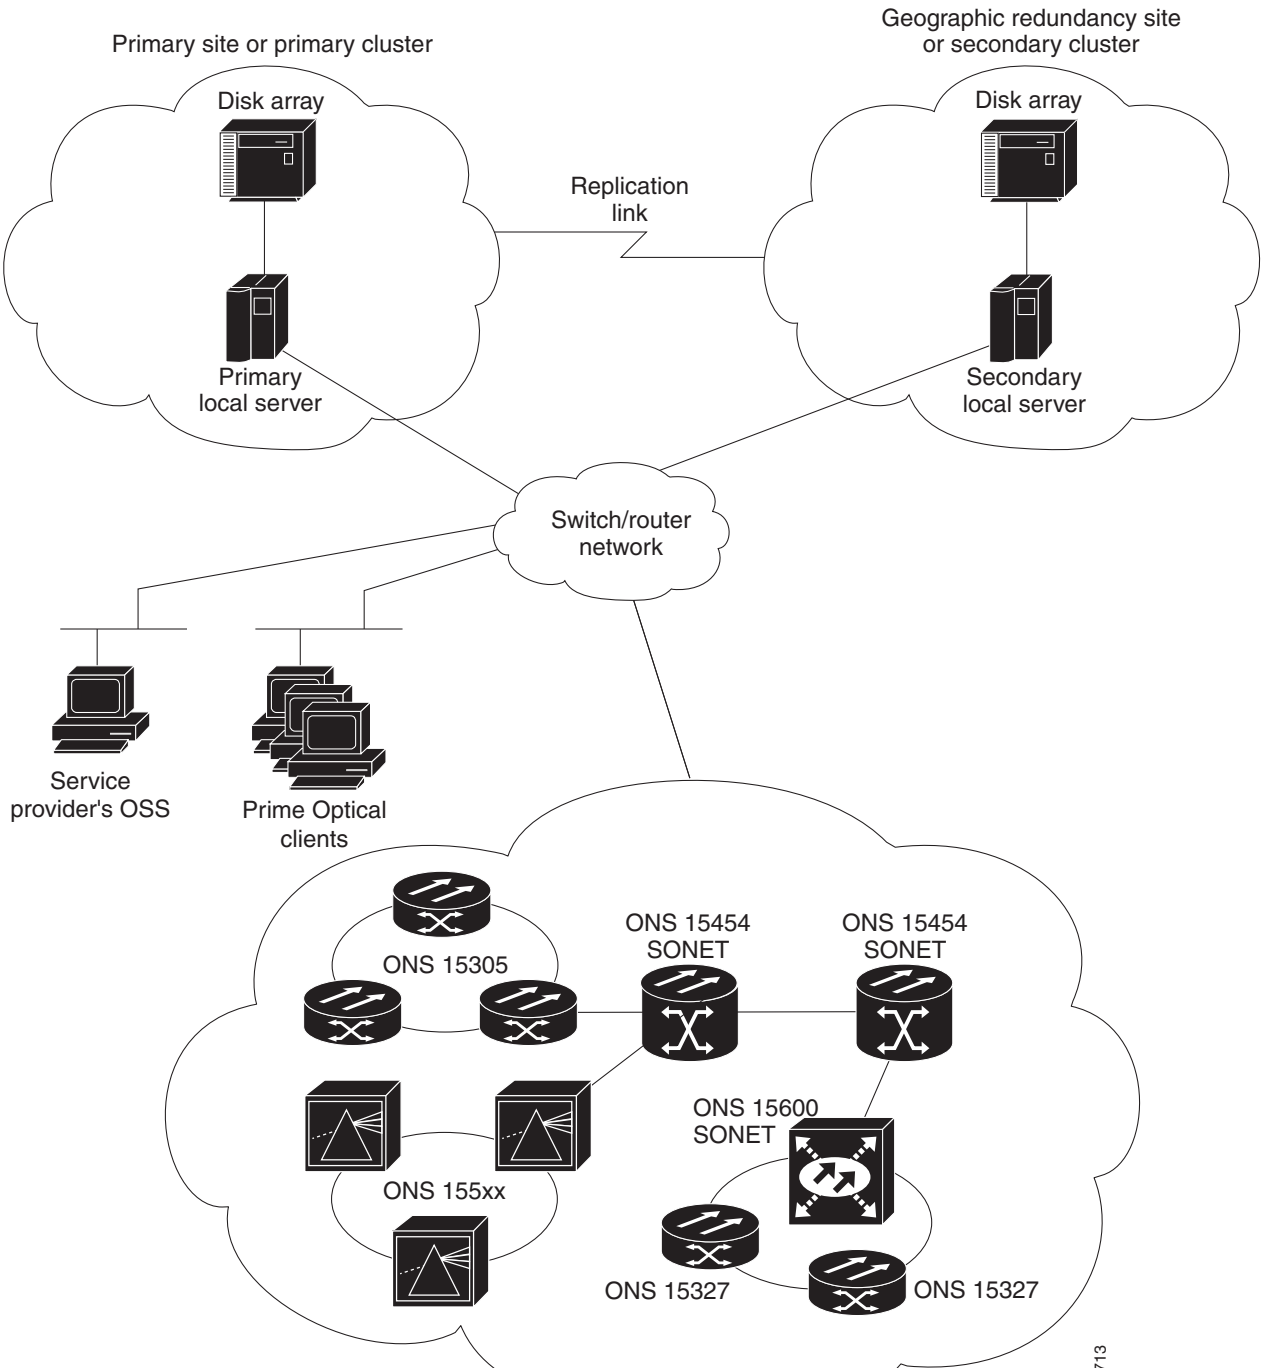 Primary site or primary cluster
Geographic redundancy site
or secondary cluster
Disk array
Disk array
Replication
link
Primary
local server
Secondary
local server
Switch/router
network
Service
provider's OSS
Prime Optical
clients
ONS 15305
ONS 15454
SONET
ONS 15454
SONET
ONS 15600
SONET
ONS 155xx
ONS 15327
ONS 15327